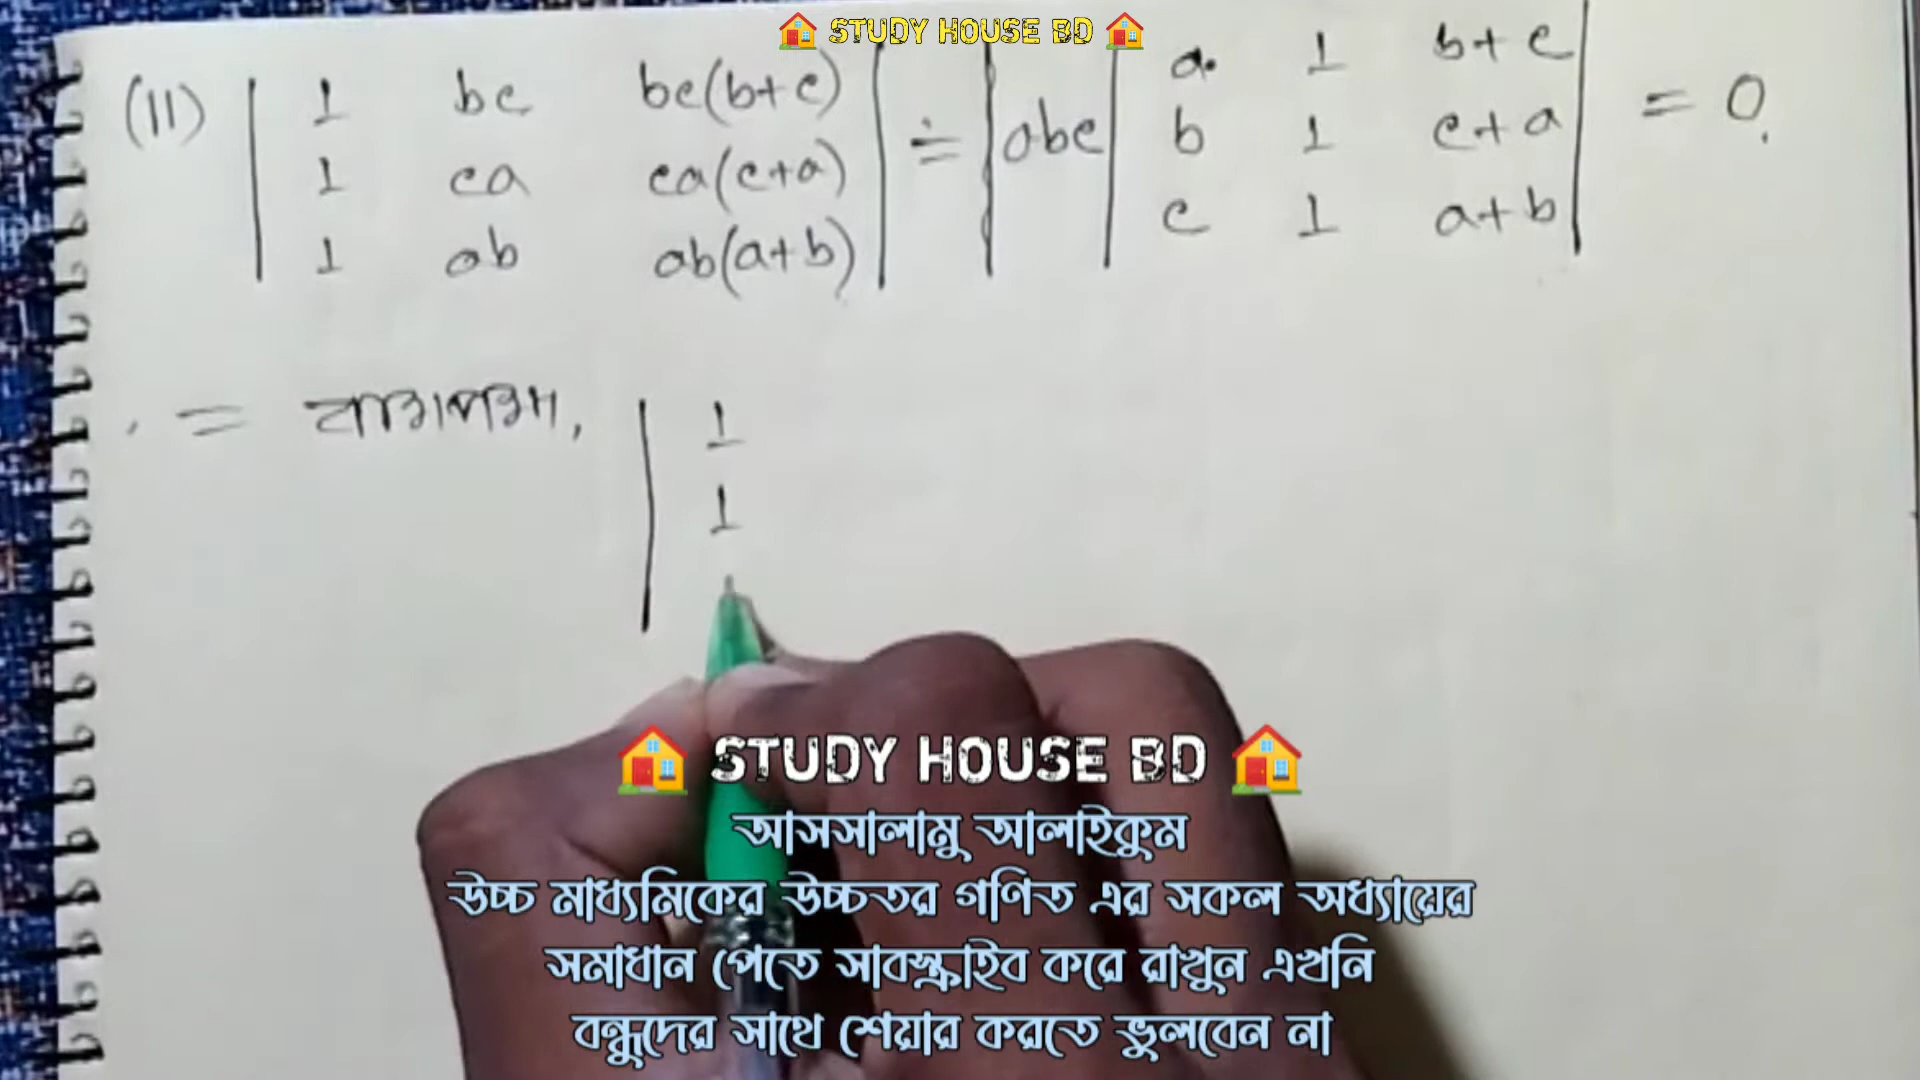 🏠 STUDY HOUSE BD 🏠
(11) | 1 bc bc(b+c) | = | abc | a 1 b+c | = 0.
1 ca ca(c+a) b 1 c+a
1 ab ab(a+b) c 1 a+b
= বামপক্ষ, | 1
1
🏠 STUDY HOUSE BD 🏠
আসসালামু আলাইকুম
উচ্চ মাধ্যমিকের উচ্চতর গণিত এর সকল অধ্যায়ের
সমাধান পেতে সাবস্ক্রাইব করে রাখুন এখনি
বন্ধুদের সাথে শেয়ার করতে ভুলবেন না